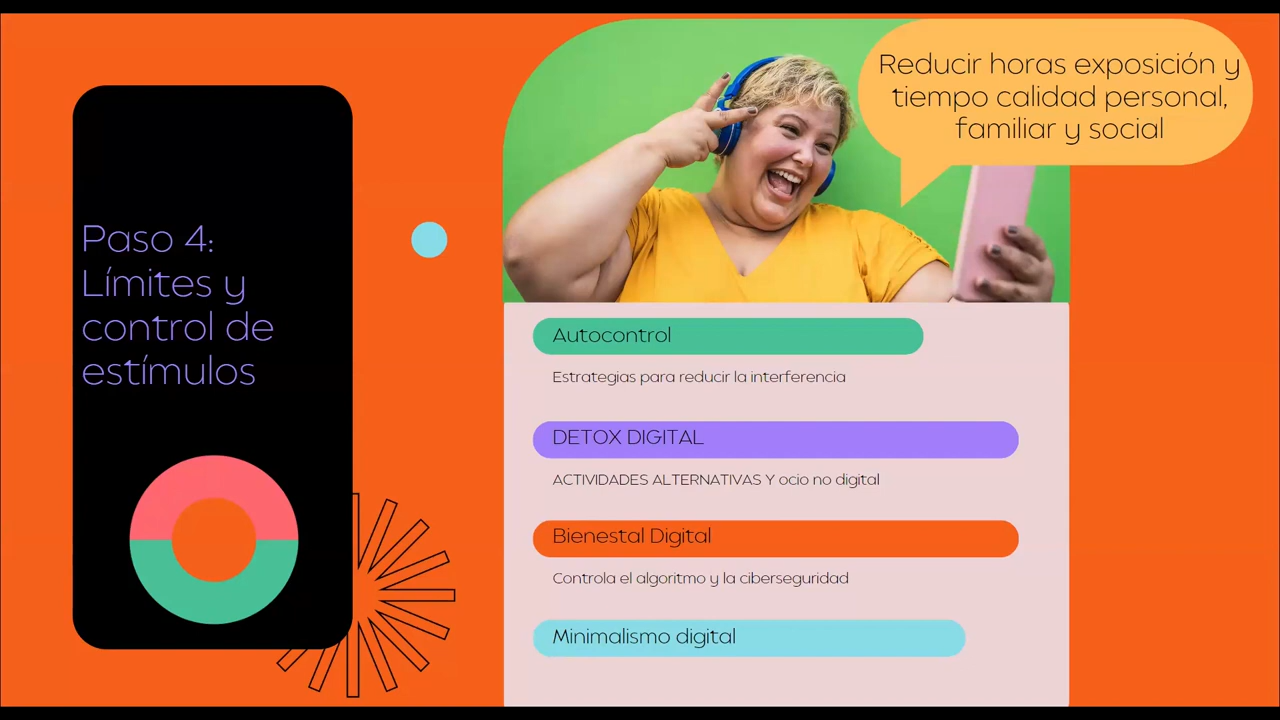 Paso 4:
Límites y
control de
estímulos
Reducir horas exposición y
tiempo calidad personal,
familiar y social
Autocontrol
Estrategias para reducir la interferencia
DETOX DIGITAL
ACTIVIDADES ALTERNATIVAS Y ocio no digital
Bienestal Digital
Controla el algoritmo y la ciberseguridad
Minimalismo digital